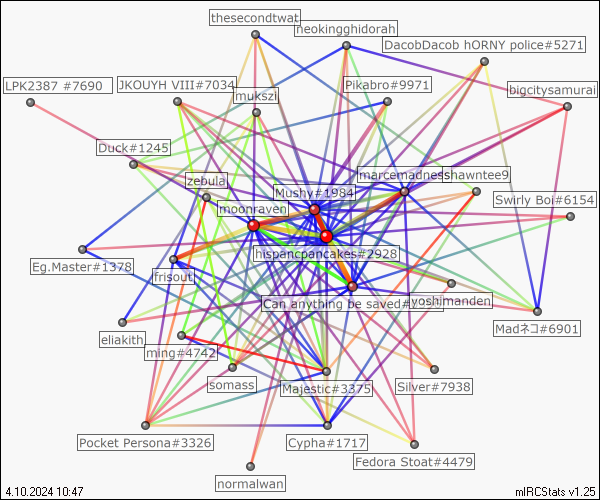 thesecondtwat
neokingghidorah
DacobDacob hORNY police#5271
LPK2387 #7690
JKOUYH VIII#7034
Pikabro#9971
mukszi
bigcitysamurai
Duck#1245
marcemadness
shawntee9
zebula
Mushy#1984
Swirly Boi#6154
moonraven
hispancpancakes#2928
Eg.Master#1378
frisout
Can anything be saved#
yoshimanden
eliakith
Madネコ#6901
ming#4742
somass
Majestic#3375
Silver#7938
Pocket Persona#3326
Cypha#1717
Fedora Stoat#4479
normalwan
4.10.2024 10:47
mIRCStats v1.25